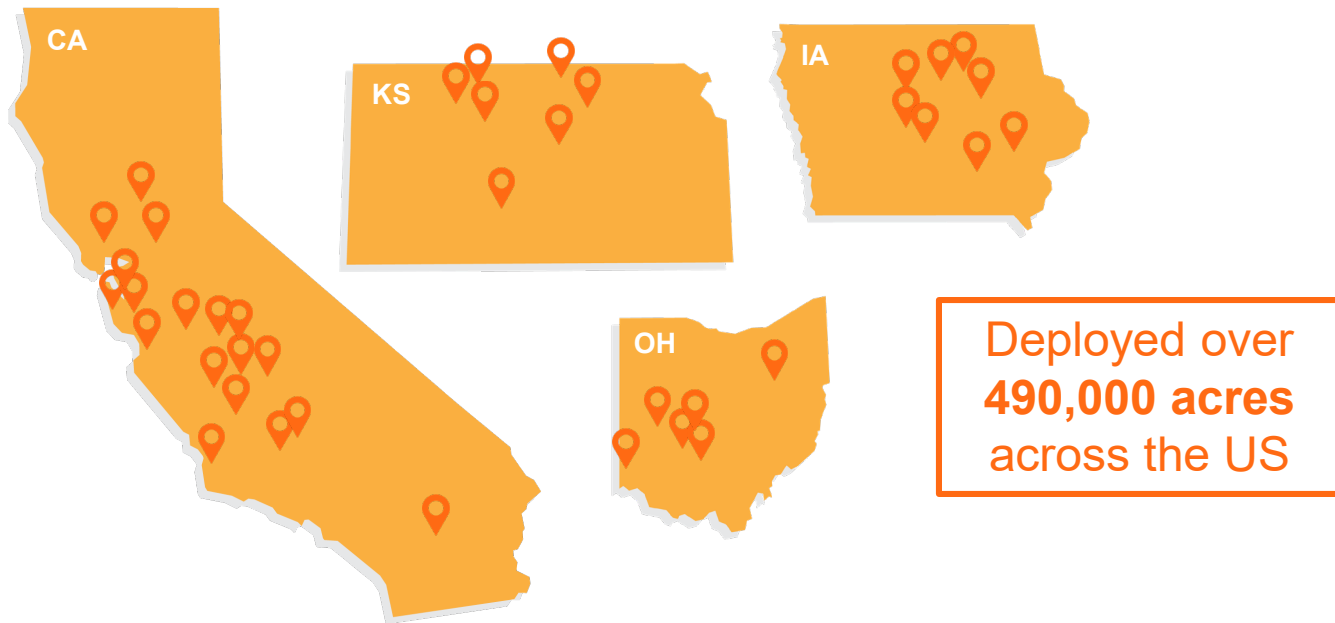 CA
KS
IA
OH
Deployed over
490,000 acres
across the US